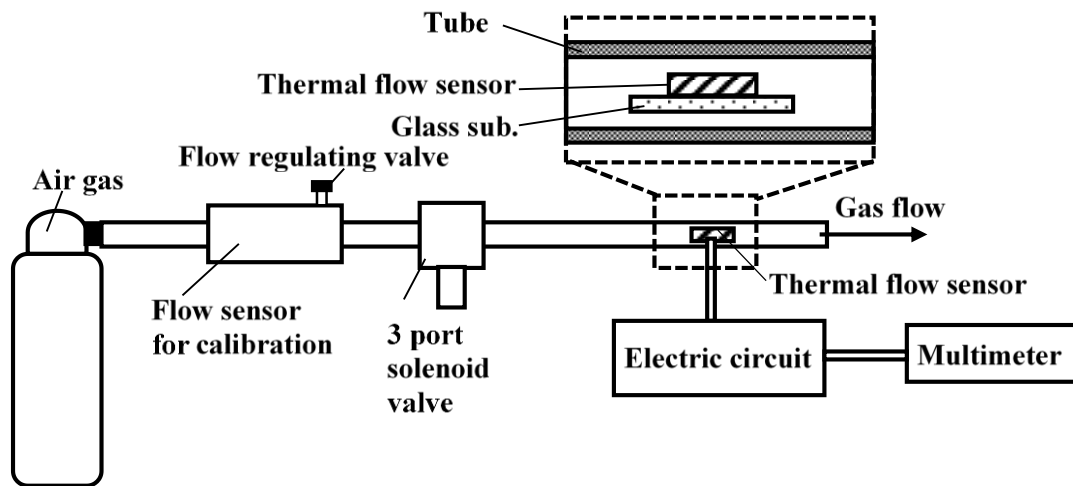 Tube
Thermal flow sensor
Glass sub.
Flow regulating valve
Air gas
Gas flow
Thermal flow sensor
Flow sensor
for calibration
3 port
solenoid
valve
Electric circuit
Multimeter